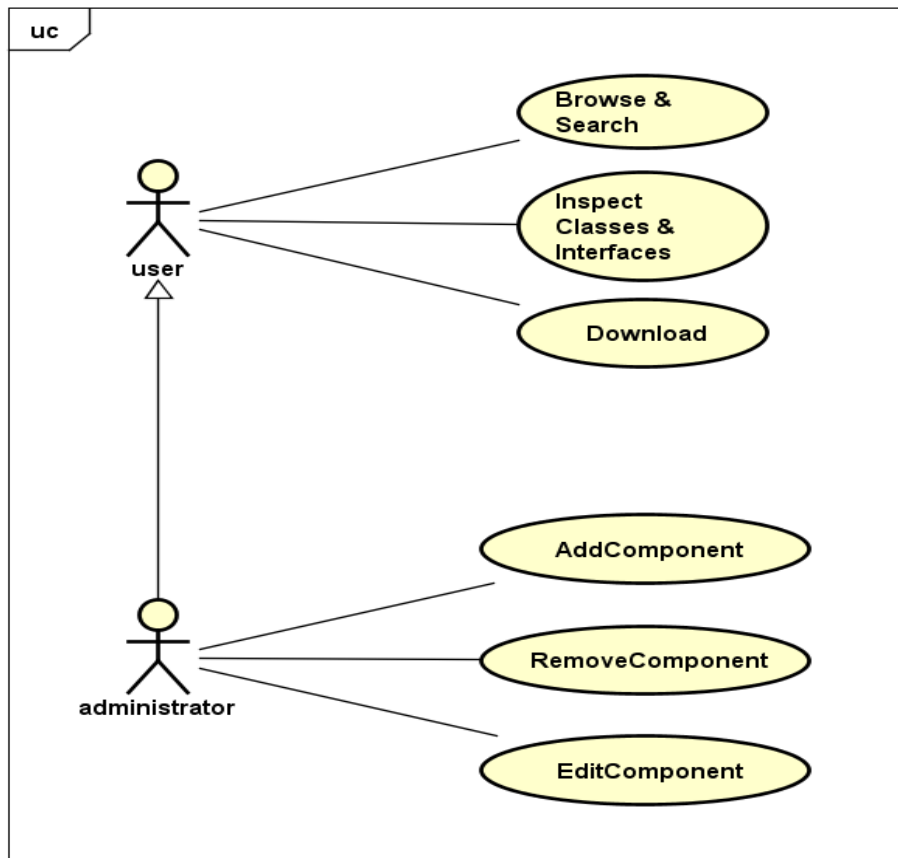 uc
Browse &
Search
Inspect
Classes &
Interfaces
user
Download
AddComponent
RemoveComponent
administrator
EditComponent